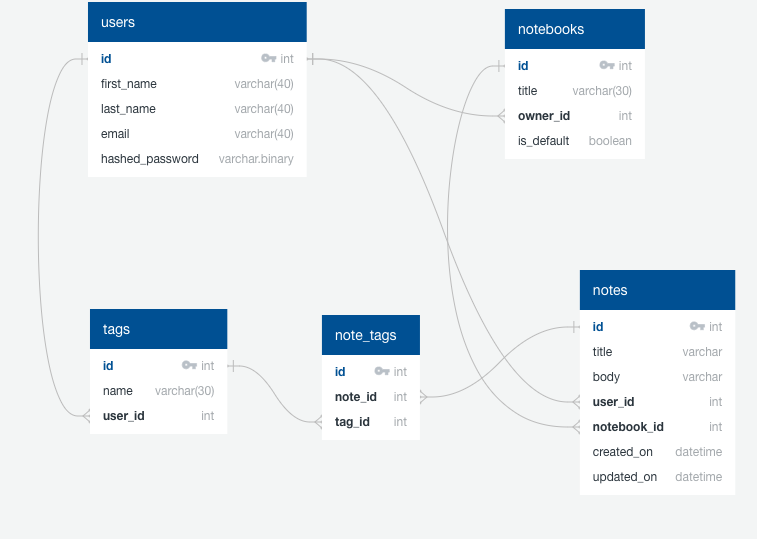 users
id int
first_name varchar(40)
last_name varchar(40)
email varchar(40)
hashed_password varchar.binary
notebooks
id int
title varchar(30)
owner_id int
is_default boolean
tags
id int
name varchar(30)
user_id int
note_tags
id int
note_id int
tag_id int
notes
id int
title varchar
body varchar
user_id int
notebook_id int
created_on datetime
updated_on datetime